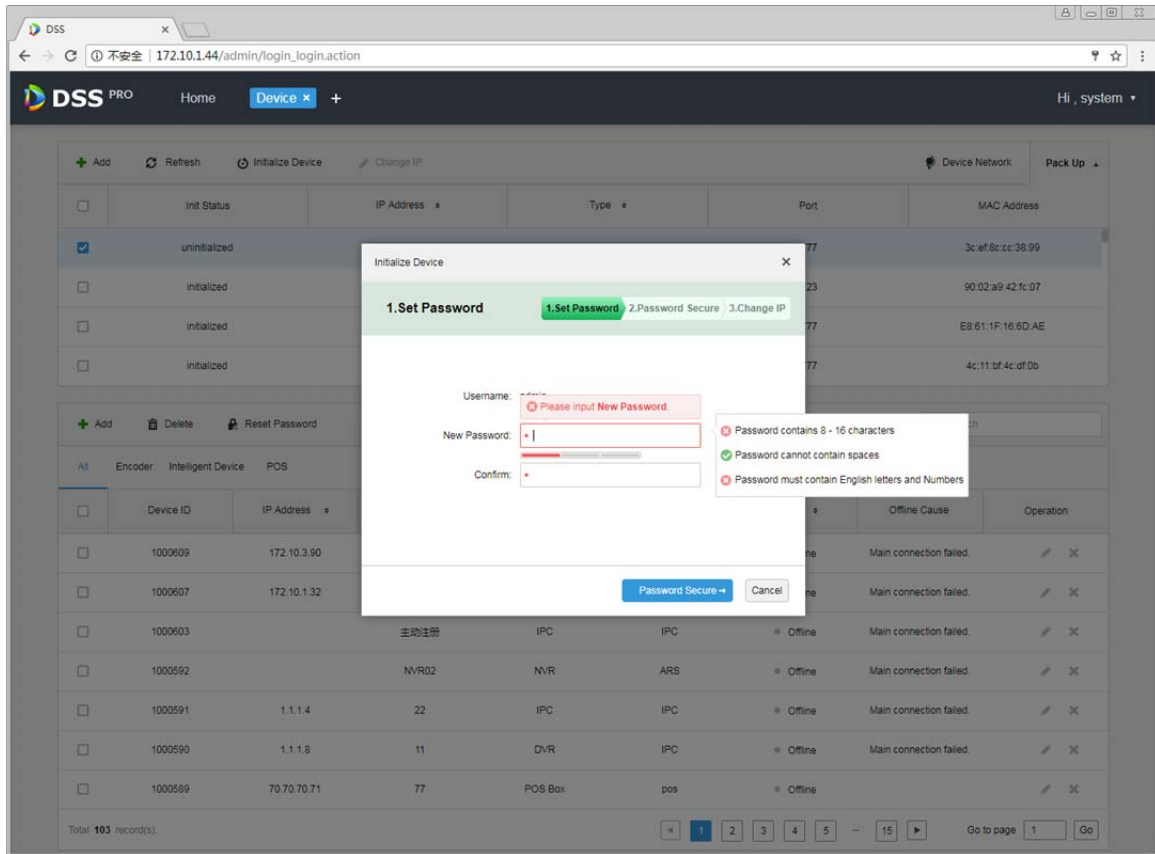 DSS
不安全 | 172.10.1.44/admin/login_login.action
DSS PRO Home Device × + Hi , system
Add Refresh Initialize Device Change IP Device Network Pack Up
Init Status IP Address Type Port MAC Address
uninitialized 77 3c:ef:8c:cc:38:99
initialized 23 90:02:a9:42:fc:07
initialized 77 E8:61:1F:16:6D:AE
initialized 77 4c:11:bf:4c:df:0b
Initialize Device
1.Set Password 1.Set Password 2.Password Secure 3.Change IP
Username: admin
Please input New Password.
New Password: *
Confirm: *
Password contains 8 - 16 characters
Password cannot contain spaces
Password must contain English letters and Numbers
Password Secure→ Cancel
Add Delete Reset Password
All Encoder Intelligent Device POS
Device ID IP Address Offline Cause Operation
1000609 172.10.3.90 Main connection failed.
1000607 172.10.1.32 Main connection failed.
1000603 主动注册 IPC IPC Offline Main connection failed.
1000592 NVR02 NVR ARS Offline Main connection failed.
1000591 1.1.1.4 22 IPC IPC Offline Main connection failed.
1000590 1.1.1.8 11 DVR IPC Offline Main connection failed.
1000589 70.70.70.71 77 POS Box pos Offline
Total 103 record(s). 1 2 3 4 5 ... 15 Go to page 1 Go